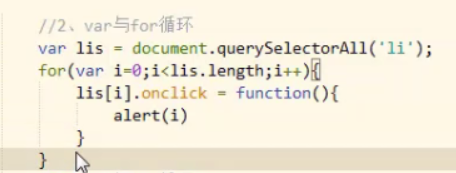 //2、var与for循环
var lis = document.querySelectorAll('li');
for(var i=0;i<lis.length;i++){
lis[i].onclick = function(){
alert(i)
}
}